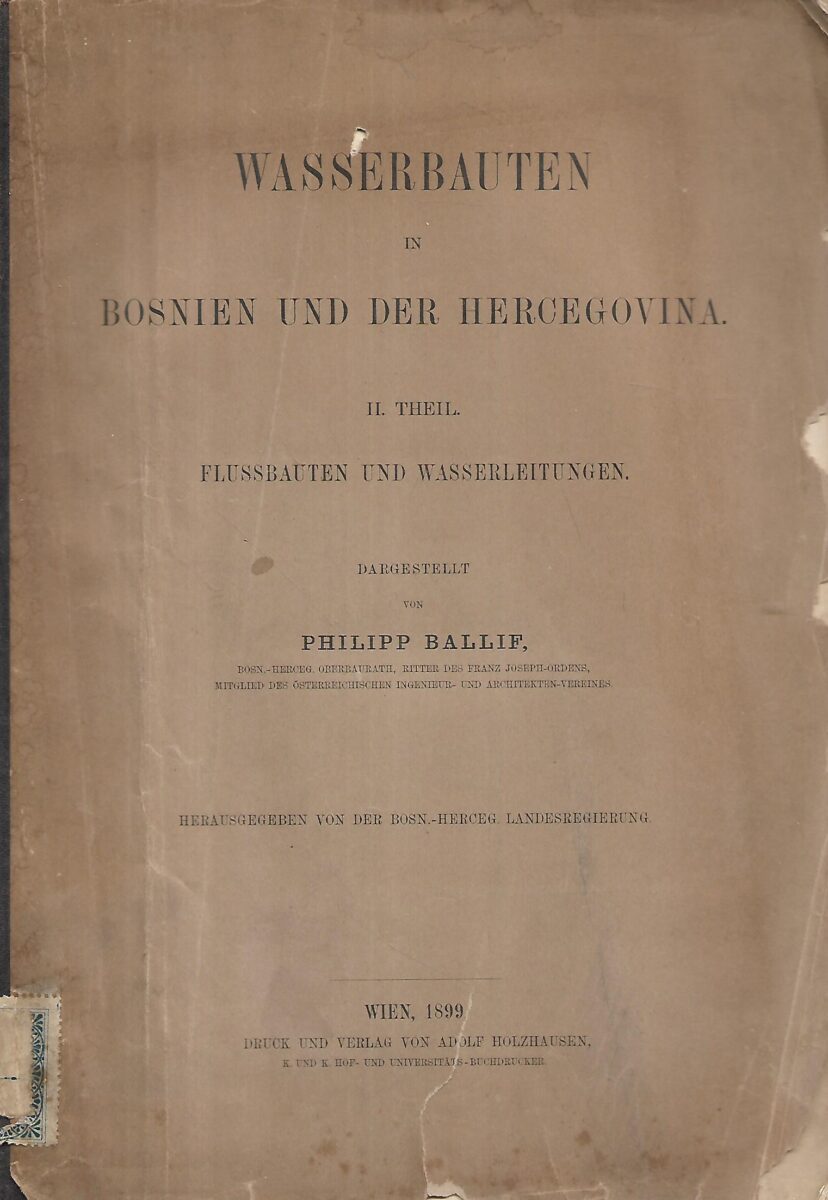 WASSERBAUTEN
IN
BOSNIEN UND DER HERCEGOVINA.
II. THEIL.
FLUSSBAUTEN UND WASSERLEITUNGEN.
DARGESTELLT
VON
PHILIPP BALLIF,
BOSN.-HERCEG. OBERBAURATH, RITTER DES FRANZ JOSEPH-ORDENS,
MITGLIED DES ÖSTERREICHISCHEN INGENIEUR- UND ARCHITEKTEN-VEREINES.
HERAUSGEGEBEN VON DER BOSN.-HERCEG. LANDESREGIERUNG.
WIEN, 1899.
DRUCK UND VERLAG VON ADOLF HOLZHAUSEN,
K. UND K. HOF- UND UNIVERSITÄTS-BUCHDRUCKER.